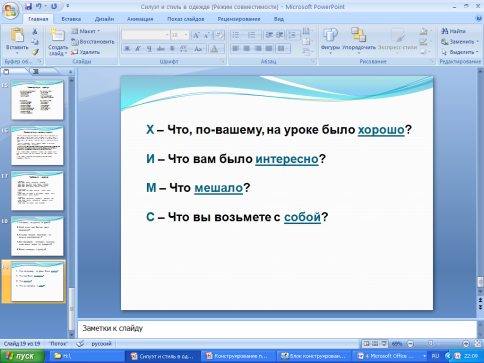 Силуэт и стиль в одежде [Режим совместимости] - Microsoft PowerPoint
Главная Вставка Дизайн Анимация Показ слайдов Рецензирование Вид
Вставить
Создать слайд
Макет
Восстановить
Удалить
Фигуры Упорядочить Экспресс-стили
Найти
Заменить
Выделить
Буфер об... Слайды Шрифт Абзац Рисование Редактирование
15
16
17
18
19
Х – Что, по-вашему, на уроке было хорошо?
И – Что вам было интересно?
М – Что мешало?
С – Что вы возьмете с собой?
Заметки к слайду
Слайд 19 из 19 "Поток" русский 69%
пуск H:\ Силуэт и стиль в од... Конструирование п... Блок конструирован... 4 Microsoft Office ... RU 22:09